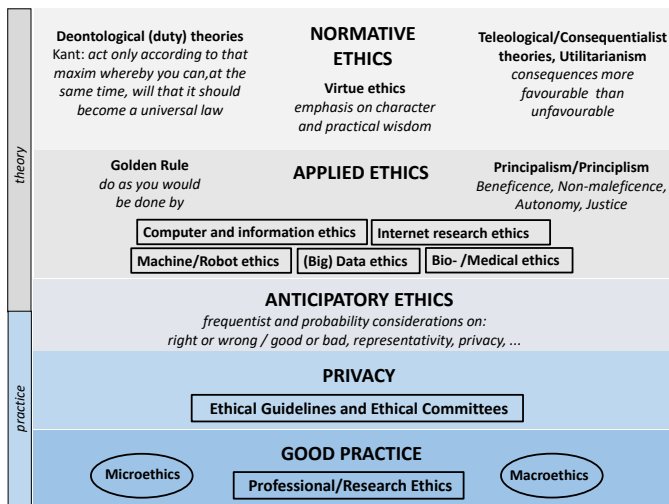 theory
practice
Deontological (duty) theories
Kant: act only according to that
maxim whereby you can,at the
same time, will that it should
become a universal law
NORMATIVE
ETHICS
Virtue ethics
emphasis on character
and practical wisdom
Teleological/Consequentialist
theories, Utilitarianism
consequences more
favourable than
unfavourable
Golden Rule
do as you would
be done by
APPLIED ETHICS
Principalism/Principlism
Beneficence, Non-maleficence,
Autonomy, Justice
Computer and information ethics
Internet research ethics
Machine/Robot ethics
(Big) Data ethics
Bio- /Medical ethics
ANTICIPATORY ETHICS
frequentist and probability considerations on:
right or wrong / good or bad, representativity, privacy, ...
PRIVACY
Ethical Guidelines and Ethical Committees
GOOD PRACTICE
Microethics
Professional/Research Ethics
Macroethics